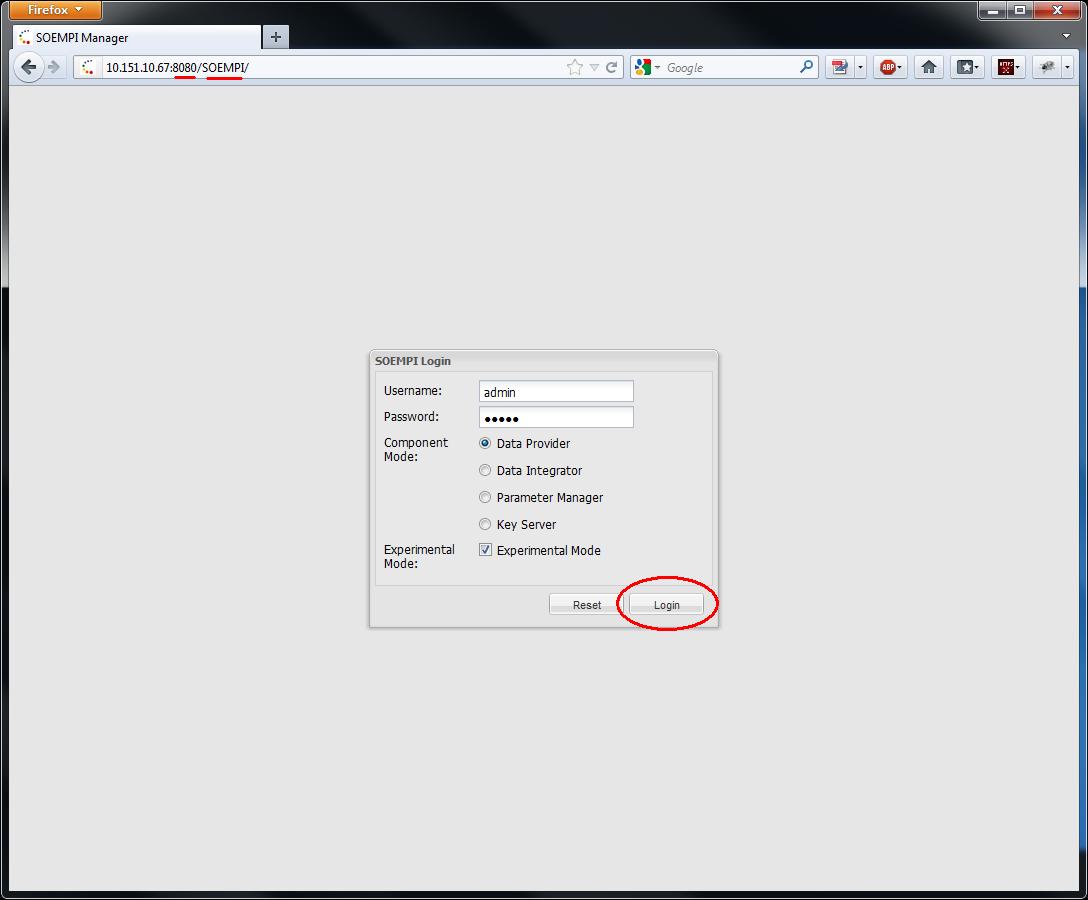 Firefox
SOEMPI Manager
10.151.10.67:8080/SOEMPI/
Google
ABP
SOEMPI Login
Username: admin
Password: •••••
Component Mode:
Data Provider
Data Integrator
Parameter Manager
Key Server
Experimental Mode:
Experimental Mode
Reset Login